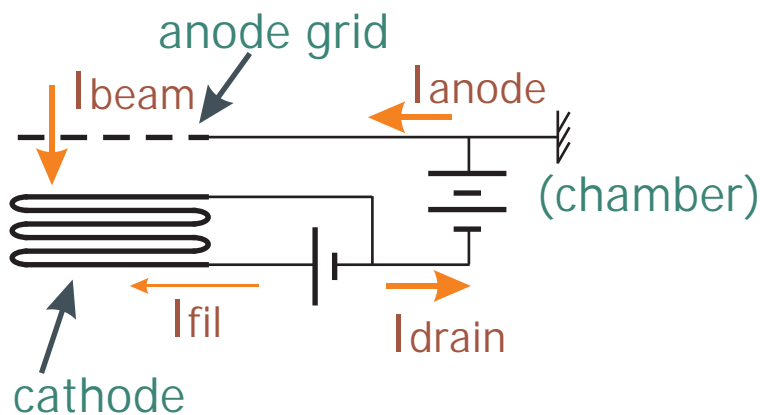 anode grid
Ibeam
Ianode
(chamber)
Ifil
Idrain
cathode